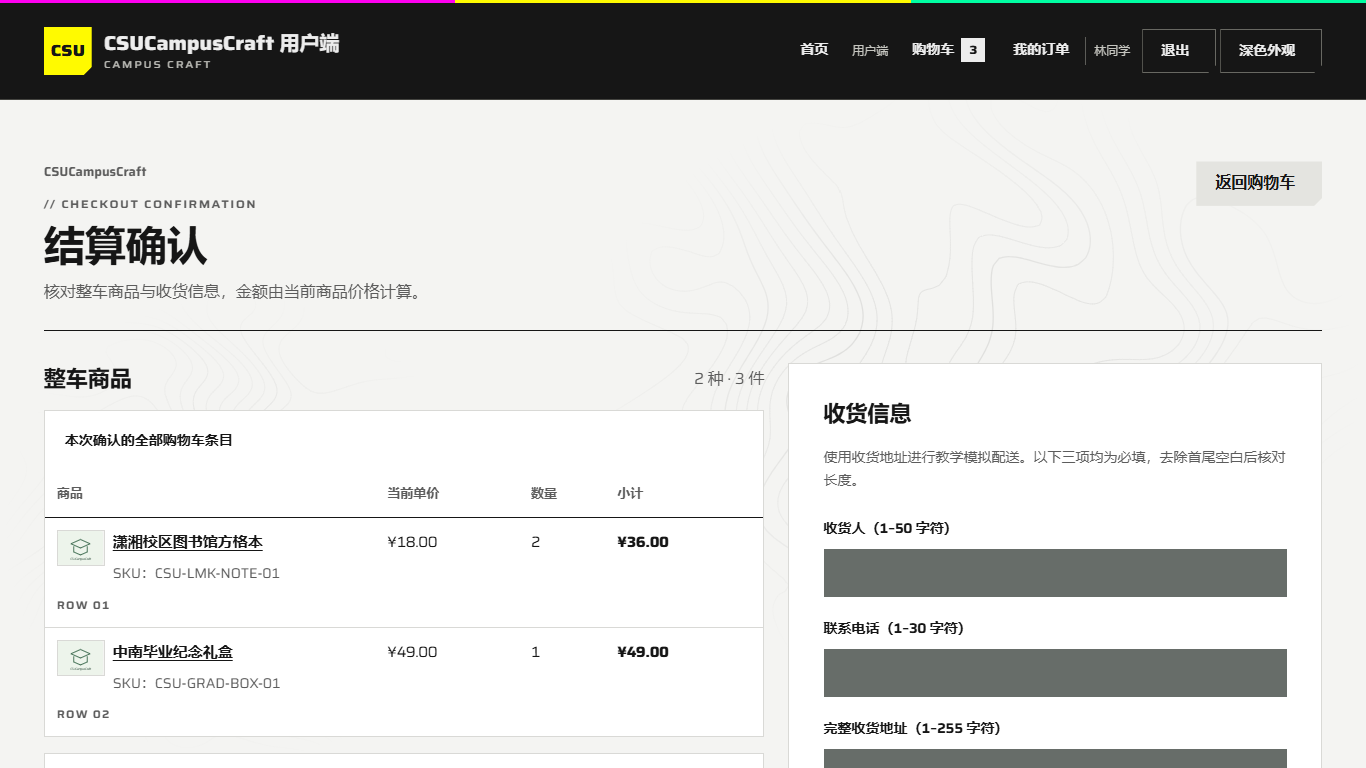 CSU
CSUCampusCraft 用户端
CAMPUS CRAFT
首页
用户端
购物车 3
我的订单
林同学
退出
深色外观
CSUCampusCraft
// CHECKOUT CONFIRMATION
结算确认
核对整车商品与收货信息，金额由当前商品价格计算。
返回购物车
整车商品
2 种 · 3 件
本次确认的全部购物车条目
商品 当前单价 数量 小计
潇湘校区图书馆方格本 ¥18.00 2 ¥36.00
SKU：CSU-LMK-NOTE-01
ROW 01
中南毕业纪念礼盒 ¥49.00 1 ¥49.00
SKU：CSU-GRAD-BOX-01
ROW 02
收货信息
使用收货地址进行教学模拟配送。以下三项均为必填，去除首尾空白后核对
长度。
收货人（1–50 字符）
联系电话（1–30 字符）
完整收货地址（1–255 字符）